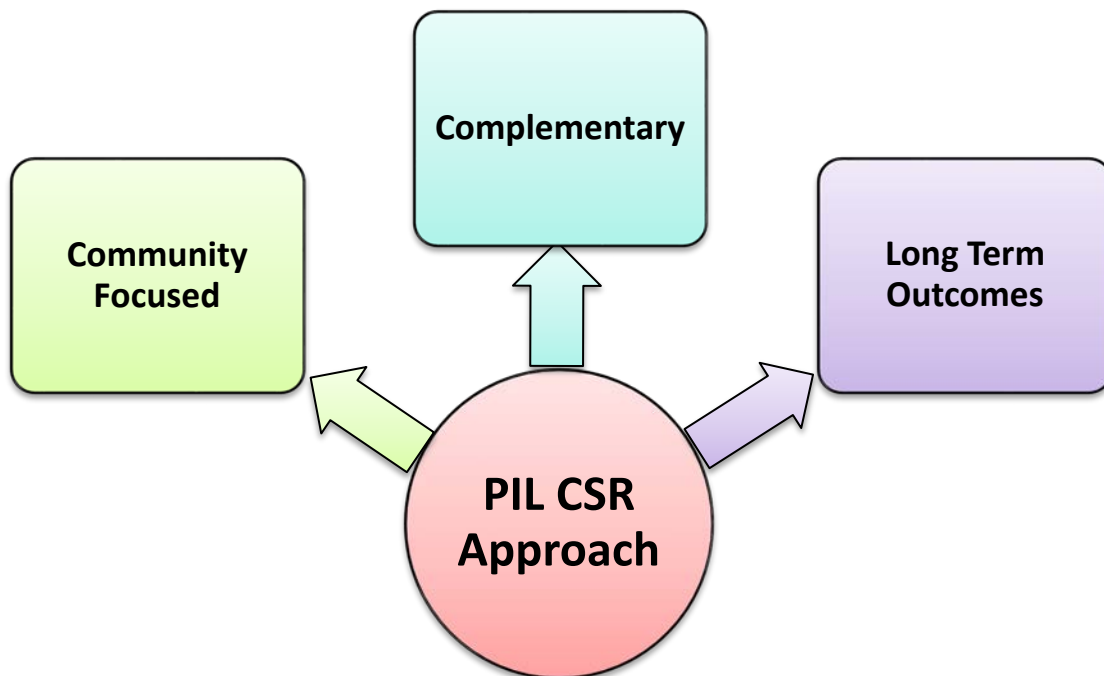 Complementary
Community
Focused
Long Term
Outcomes
PIL CSR
Approach